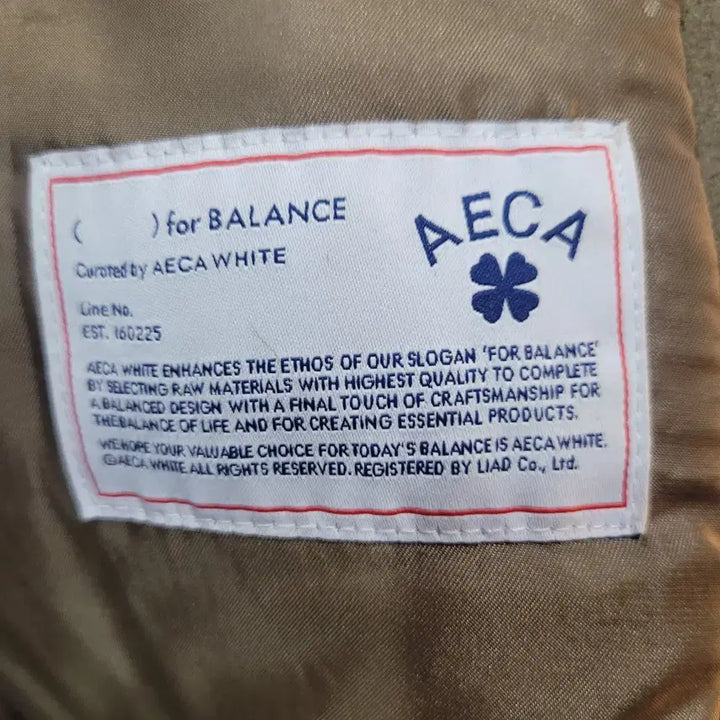 ( ) for BALANCE
Curated by AECA WHITE
Line No.
EST. 160225
AECA
AECA WHITE ENHANCES THE ETHOS OF OUR SLOGAN 'FOR BALANCE'
BY SELECTING RAW MATERIALS WITH HIGHEST QUALITY TO COMPLETE
A BALANCED DESIGN WITH A FINAL TOUCH OF CRAFTSMANSHIP FOR
THE BALANCE OF LIFE AND FOR CREATING ESSENTIAL PRODUCTS.
WE HOPE YOUR VALUABLE CHOICE FOR TODAY'S BALANCE IS AECA WHITE.
©AECA WHITE ALL RIGHTS RESERVED. REGISTERED BY LIAD Co., Ltd.